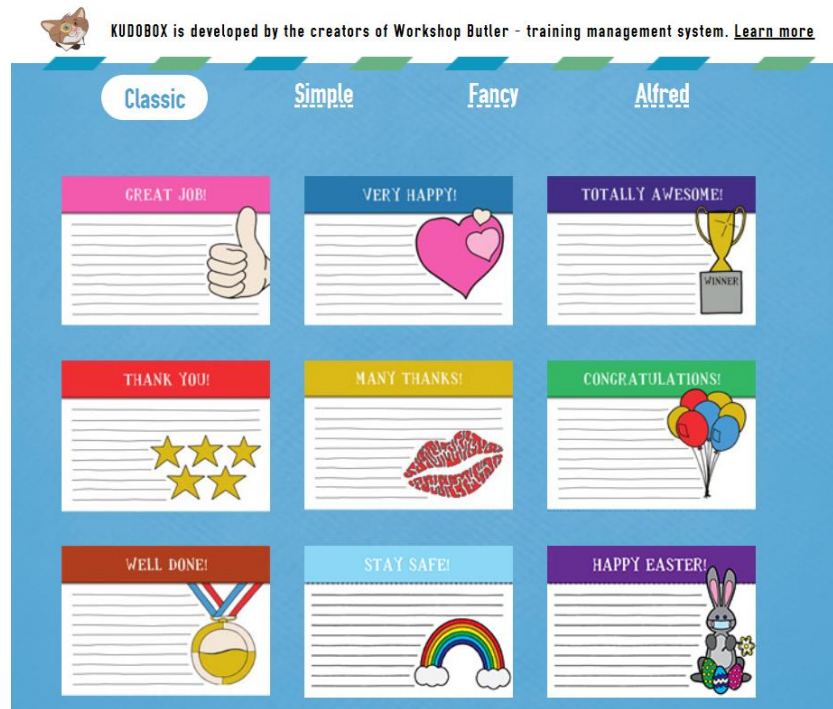 KUDOBOX is developed by the creators of Workshop Butler - training management system. Learn more
Classic Simple Fancy Alfred
GREAT JOB! VERY HAPPY! TOTALLY AWESOME!
WINNER
THANK YOU! MANY THANKS! CONGRATULATIONS!
WELL DONE! STAY SAFE! HAPPY EASTER!